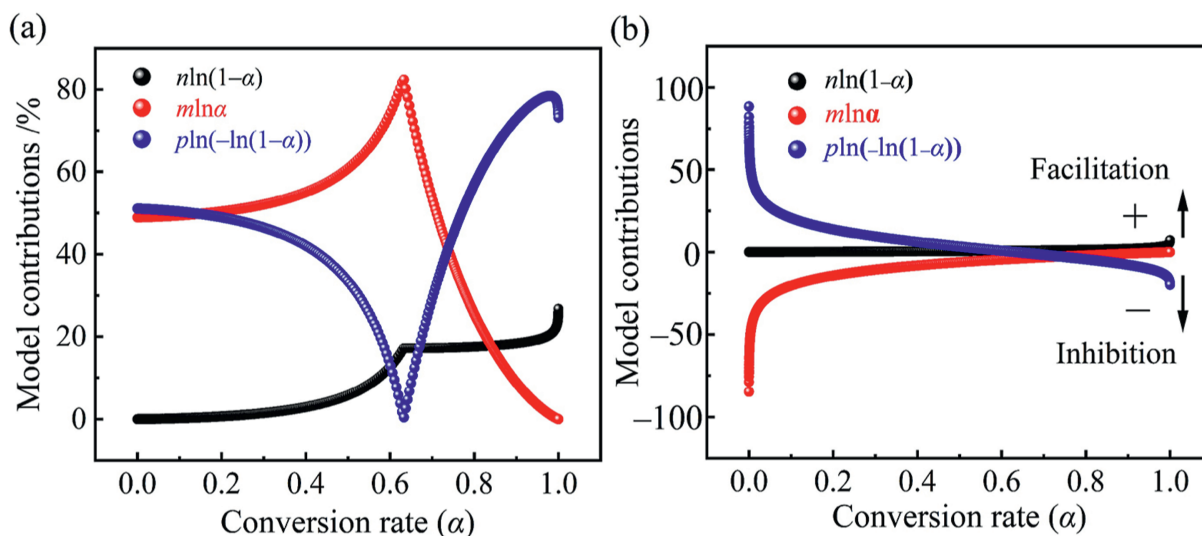 (a)
Model contributions /%
80
60
40
20
0
nln(1–α)
mlnα
pln(–ln(1–α))
0.0 0.2 0.4 0.6 0.8 1.0
Conversion rate (α)
(b)
Model contributions
100
50
0
–50
–100
nln(1–α)
mlnα
pln(–ln(1–α))
Facilitation
+
–
Inhibition
0.0 0.2 0.4 0.6 0.8 1.0
Conversion rate (α)